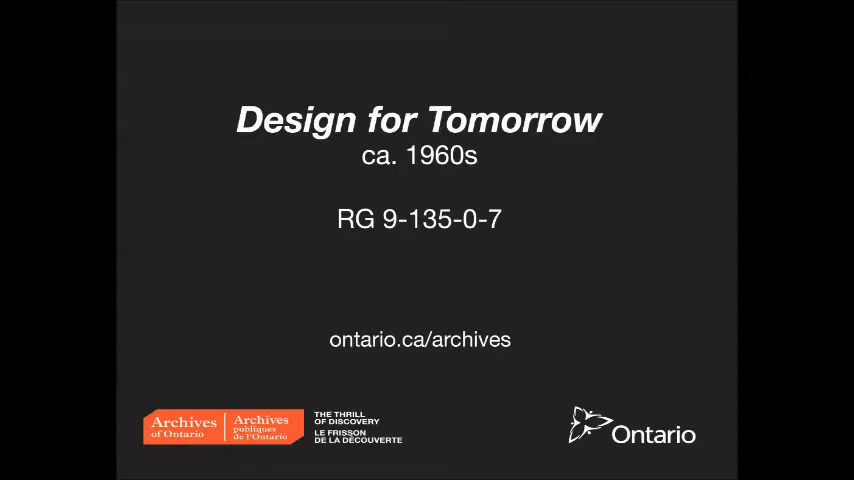 Design for Tomorrow
ca. 1960s
RG 9-135-0-7
ontario.ca/archives
Archives
of Ontario
Archives
publiques
de l'Ontario
THE THRILL
OF DISCOVERY
LE FRISSON
DE LA DÉCOUVERTE
Ontario